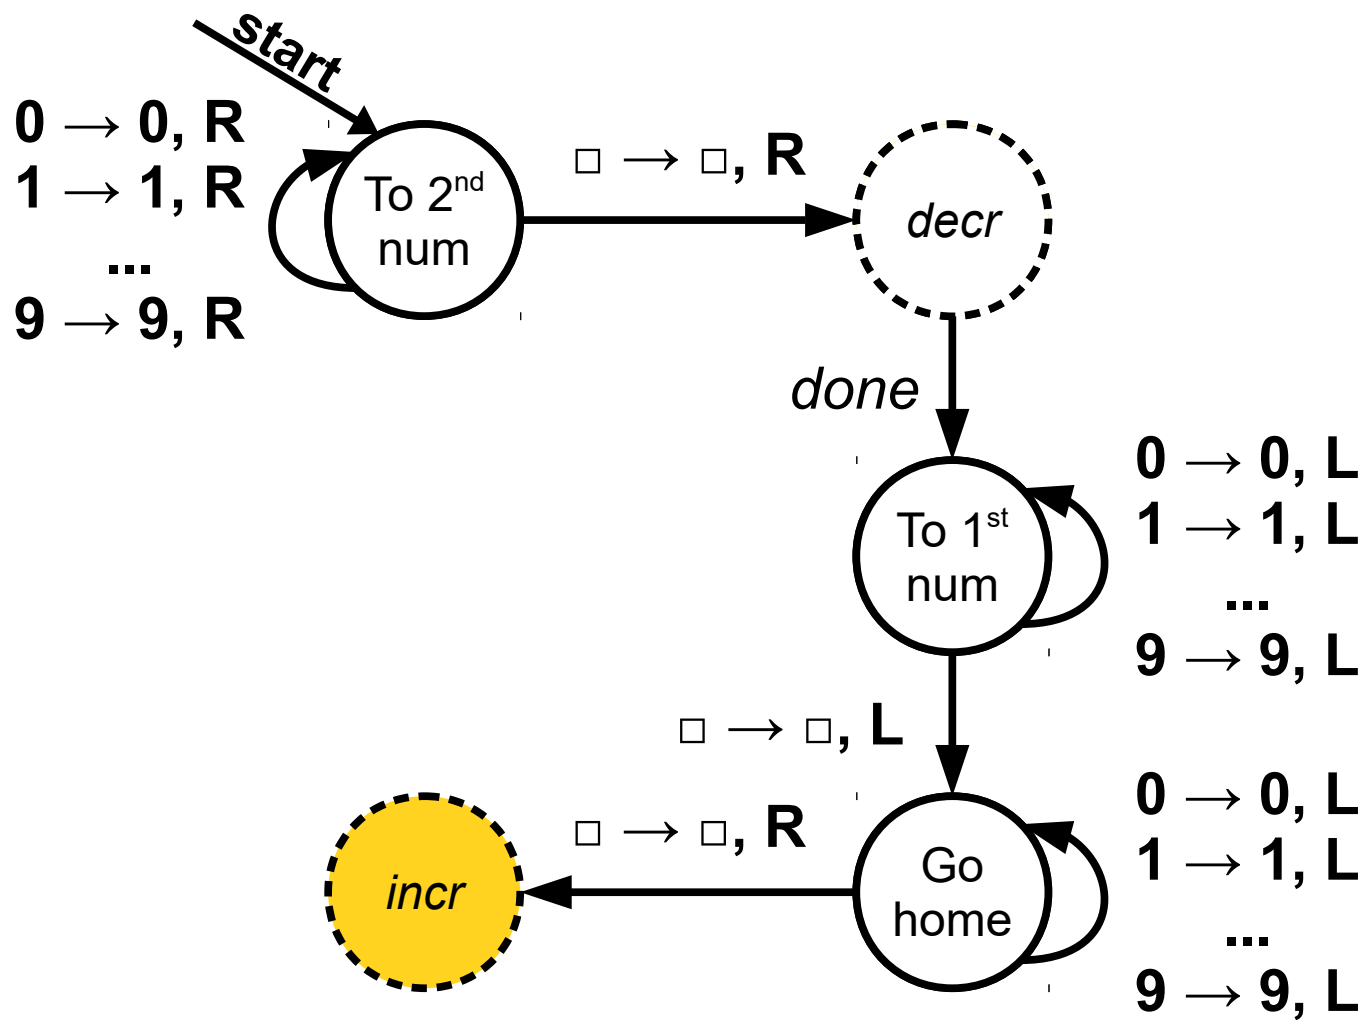 start
0 → 0, R
1 → 1, R
...
9 → 9, R
To 2nd
num
□ → □, R
decr
done
To 1st
num
0 → 0, L
1 → 1, L
...
9 → 9, L
□ → □, L
Go
home
0 → 0, L
1 → 1, L
...
9 → 9, L
□ → □, R
incr